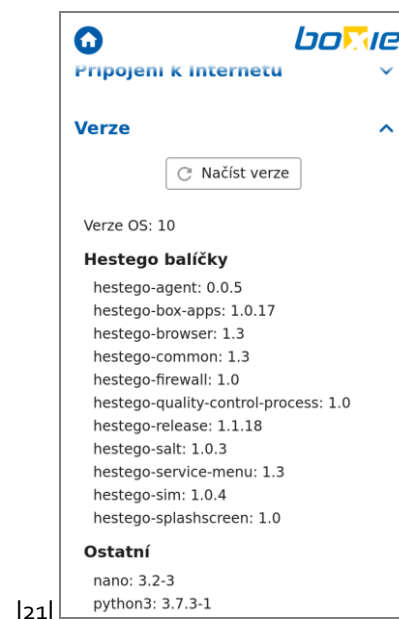 boxie
Připojení k internetu
Verze
Načíst verze
Verze OS: 10
Hestego balíčky
hestego-agent: 0.0.5
hestego-box-apps: 1.0.17
hestego-browser: 1.3
hestego-common: 1.3
hestego-firewall: 1.0
hestego-quality-control-process: 1.0
hestego-release: 1.1.18
hestego-salt: 1.0.3
hestego-service-menu: 1.3
hestego-sim: 1.0.4
hestego-splashscreen: 1.0
Ostatní
nano: 3.2-3
python3: 3.7.3-1
|21|